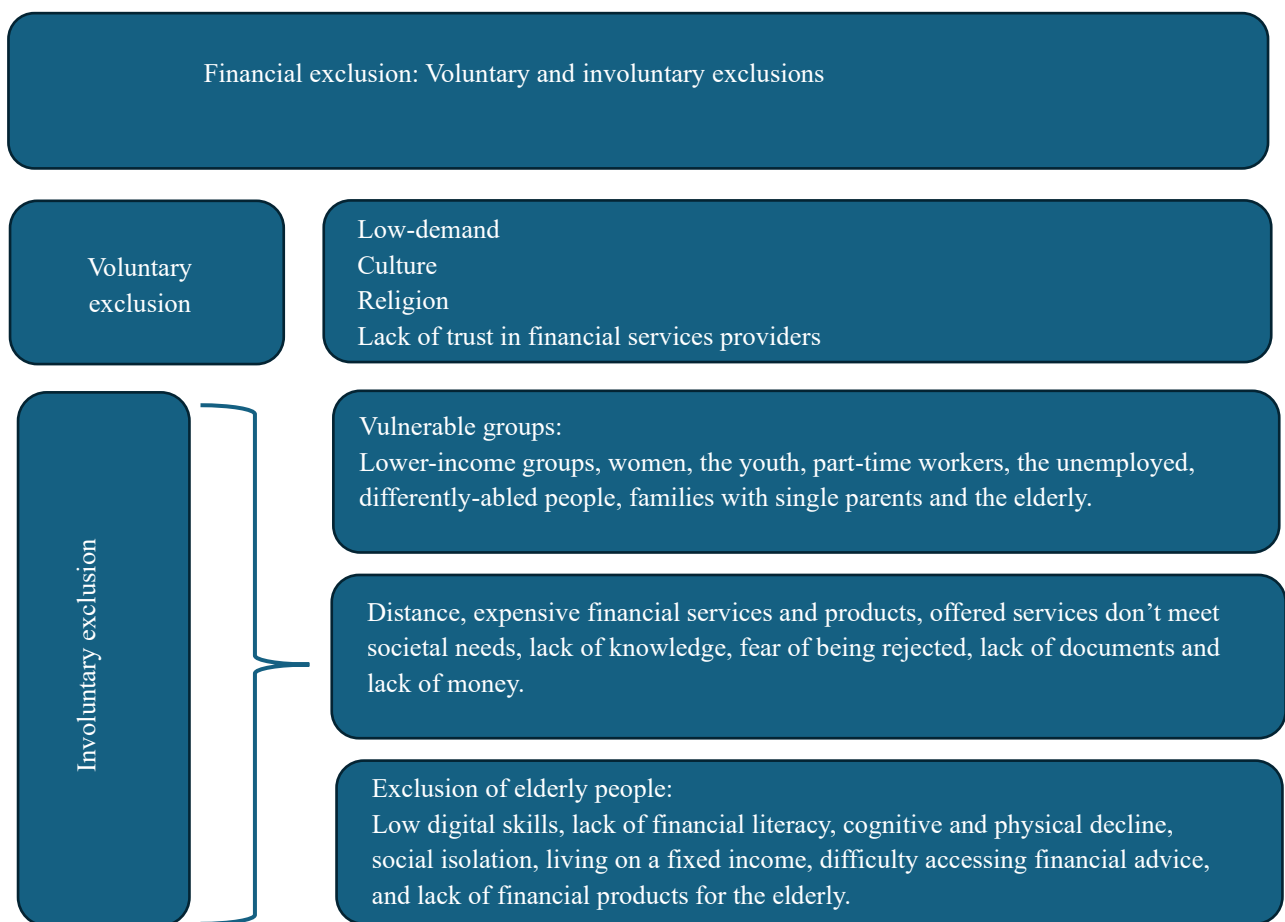 Financial exclusion: Voluntary and involuntary exclusions
Voluntary
exclusion
Low-demand
Culture
Religion
Lack of trust in financial services providers
Involuntary exclusion
Vulnerable groups:
Lower-income groups, women, the youth, part-time workers, the unemployed,
differently-abled people, families with single parents and the elderly.
Distance, expensive financial services and products, offered services don’t meet
societal needs, lack of knowledge, fear of being rejected, lack of documents and
lack of money.
Exclusion of elderly people:
Low digital skills, lack of financial literacy, cognitive and physical decline,
social isolation, living on a fixed income, difficulty accessing financial advice,
and lack of financial products for the elderly.